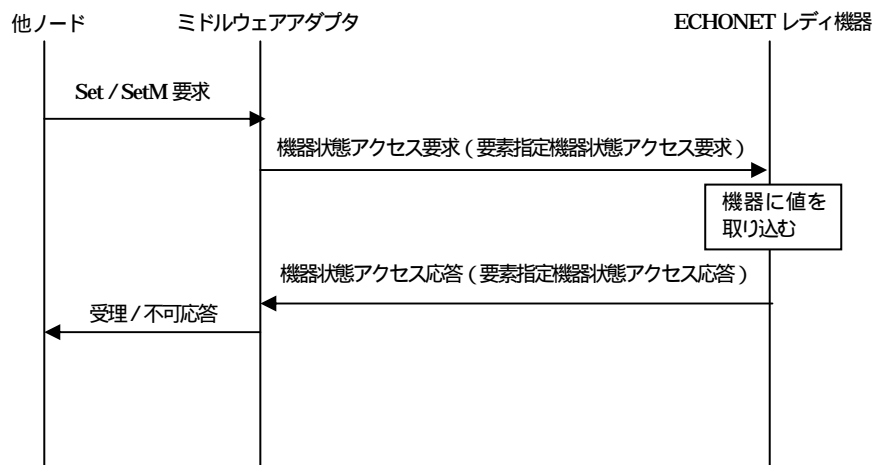 他ノード ミドルウェアアダプタ ECHONET レディ機器
Set / SetM 要求
機器状態アクセス要求 ( 要素指定機器状態アクセス要求 )
機器に値を
取り込む
機器状態アクセス応答 ( 要素指定機器状態アクセス応答 )
受理 / 不可応答